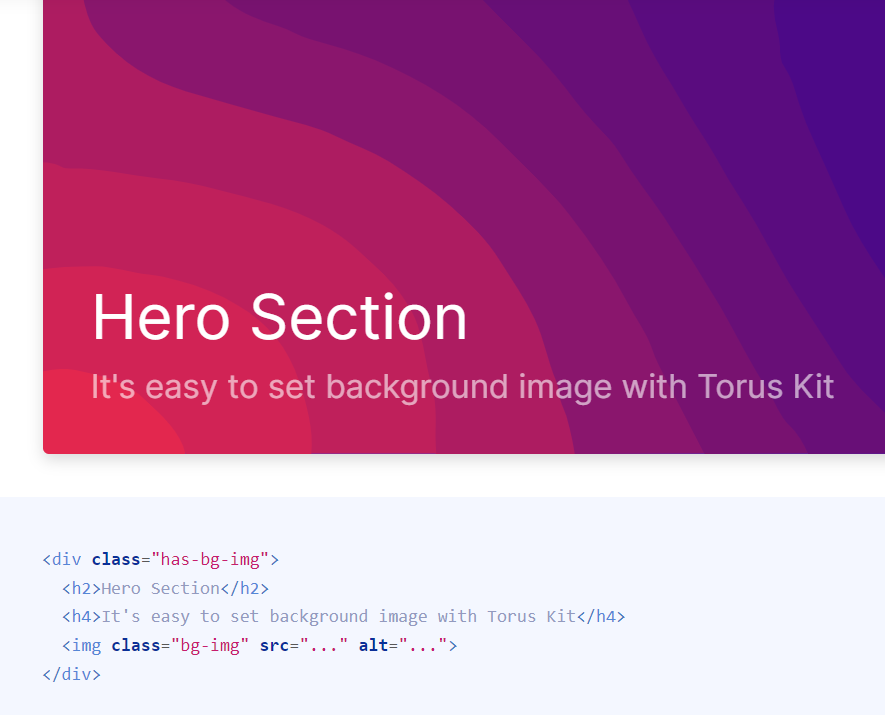 Hero Section
It's easy to set background image with Torus Kit
<div class="has-bg-img">
  <h2>Hero Section</h2>
  <h4>It's easy to set background image with Torus Kit</h4>
  <img class="bg-img" src="..." alt="...">
</div>